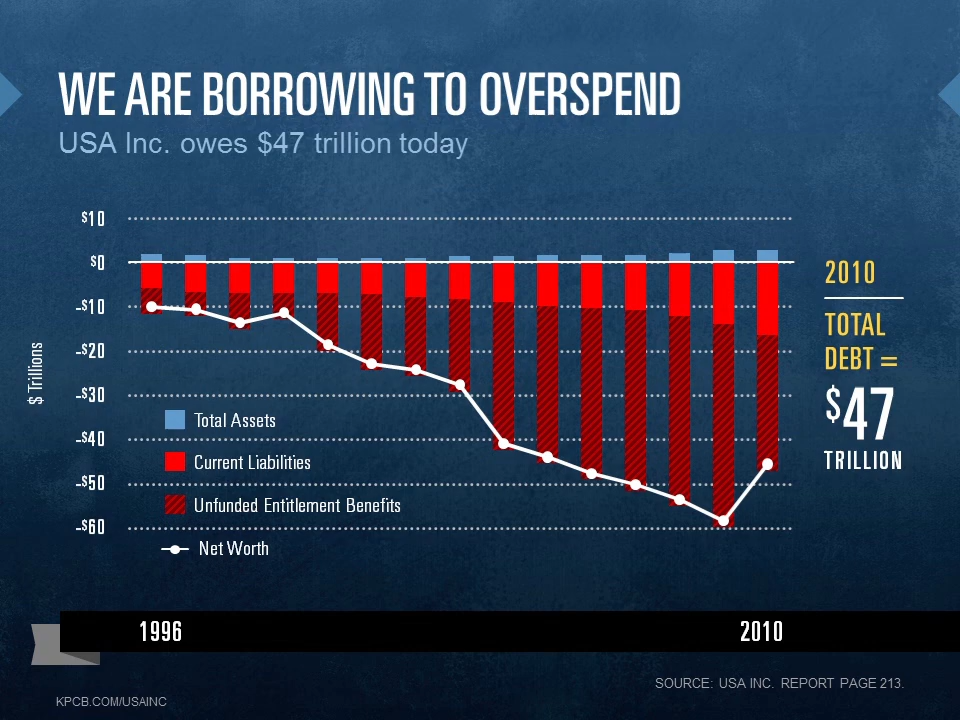 WE ARE BORROWING TO OVERSPEND
USA Inc. owes $47 trillion today
$10
$0
-$10
-$20
-$30
-$40
-$50
-$60
$ Trillions
Total Assets
Current Liabilities
Unfunded Entitlement Benefits
Net Worth
2010
TOTAL
DEBT =
$47
TRILLION
1996 2010
SOURCE: USA INC. REPORT PAGE 213.
KPCB.COM/USAINC